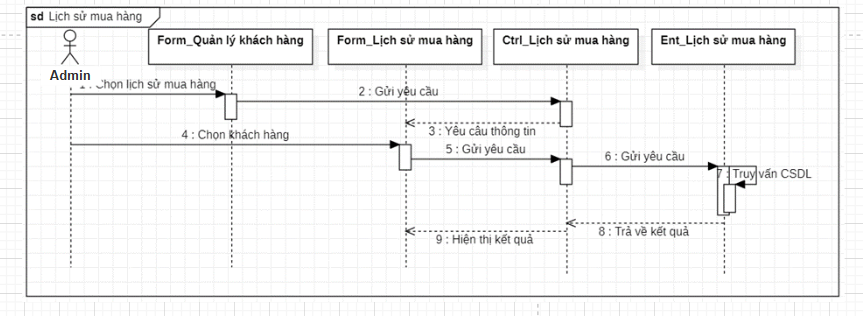 sd Lịch sử mua hàng
Form_Quản lý khách hàng
Form_Lịch sử mua hàng
Ctrl_Lịch sử mua hàng
Ent_Lịch sử mua hàng
Admin
1 : Chọn lịch sử mua hàng
2 : Gửi yêu cầu
3 : Yêu câu thông tin
4 : Chọn khách hàng
5 : Gửi yêu cầu
6 : Gửi yêu cầu
7 : Truy vấn CSDL
8 : Trả về kết quả
9 : Hiện thị kết quả